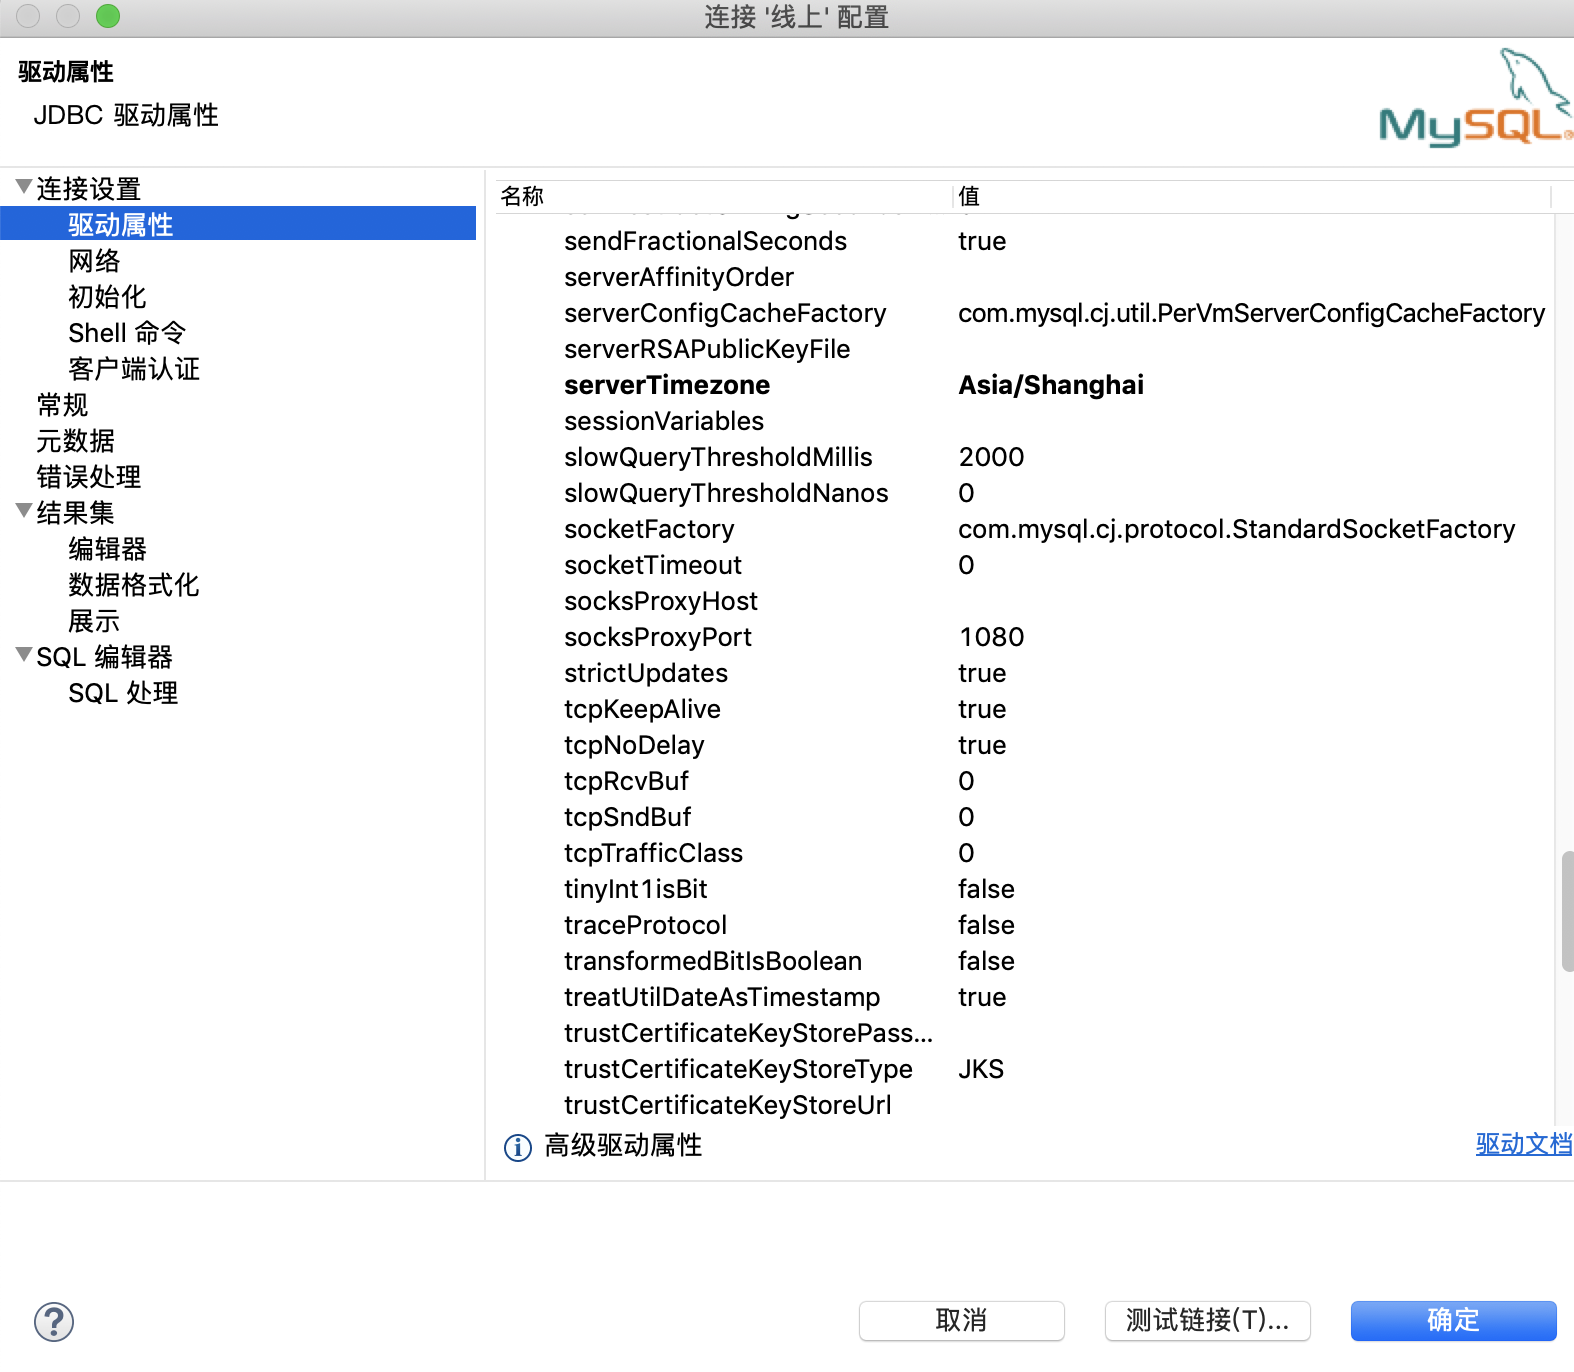 连接 '线上' 配置
驱动属性
JDBC 驱动属性
MySQL®
连接设置
驱动属性
网络
初始化
Shell 命令
客户端认证
常规
元数据
错误处理
结果集
编辑器
数据格式化
展示
SQL 编辑器
SQL 处理
名称 值
sendFractionalSeconds true
serverAffinityOrder
serverConfigCacheFactory com.mysql.cj.util.PerVmServerConfigCacheFactory
serverRSAPublicKeyFile
serverTimezone Asia/Shanghai
sessionVariables
slowQueryThresholdMillis 2000
slowQueryThresholdNanos 0
socketFactory com.mysql.cj.protocol.StandardSocketFactory
socketTimeout 0
socksProxyHost
socksProxyPort 1080
strictUpdates true
tcpKeepAlive true
tcpNoDelay true
tcpRcvBuf 0
tcpSndBuf 0
tcpTrafficClass 0
tinyInt1isBit false
traceProtocol false
transformedBitIsBoolean false
treatUtilDateAsTimestamp true
trustCertificateKeyStorePass...
trustCertificateKeyStoreType JKS
trustCertificateKeyStoreUrl
高级驱动属性 驱动文档
取消 测试链接(T)... 确定